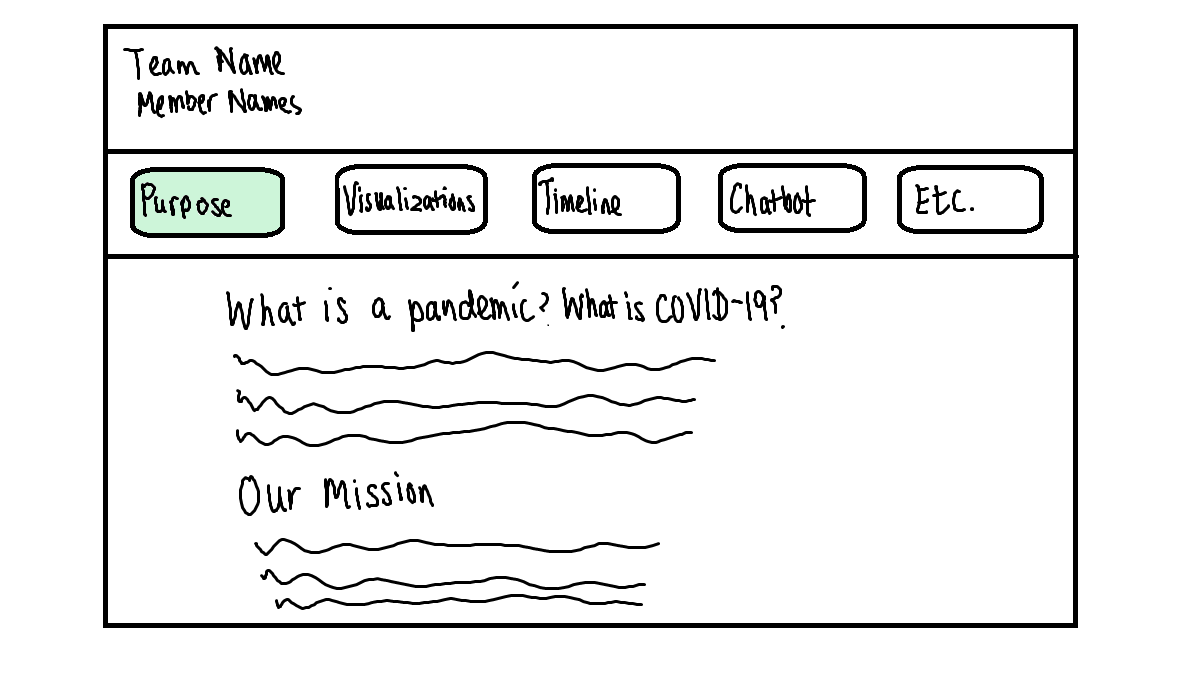 Team Name
Member Names
Purpose
Visualizations
Timeline
Chatbot
Etc.
What is a pandemic? What is COVID-19?
Our Mission